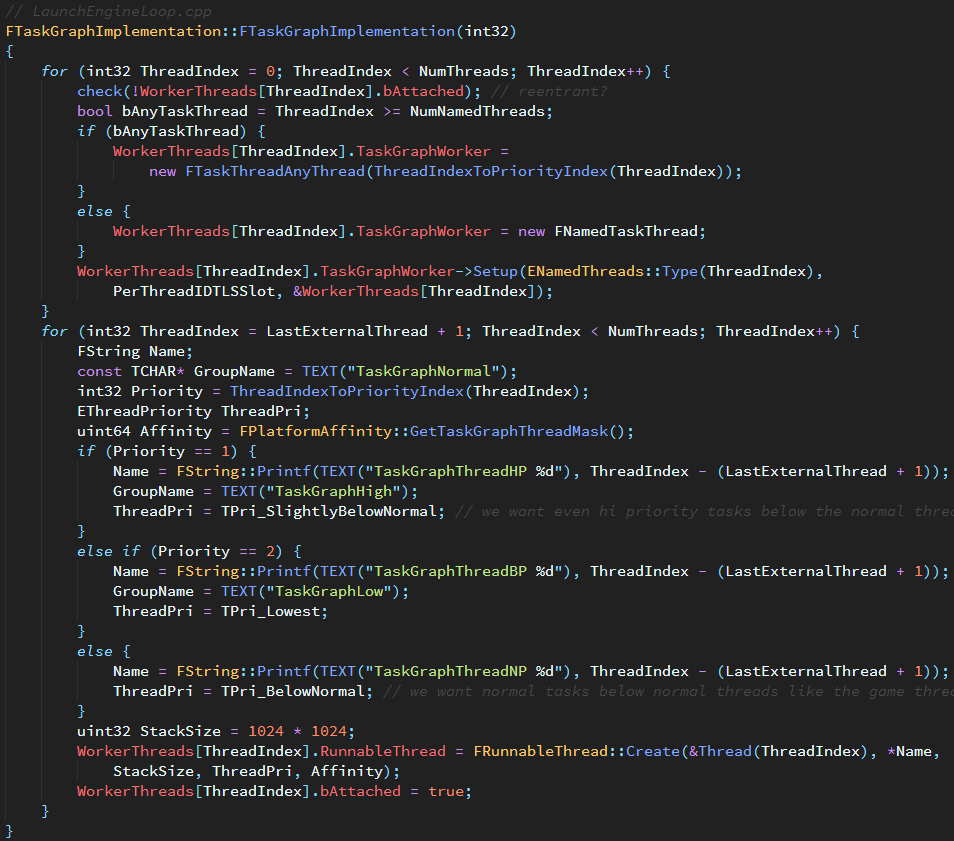 // LaunchEngineLoop.cpp
FTaskGraphImplementation::FTaskGraphImplementation(int32)
{
    for (int32 ThreadIndex = 0; ThreadIndex < NumThreads; ThreadIndex++) {
        check(!WorkerThreads[ThreadIndex].bAttached); // reentrant?
        bool bAnyTaskThread = ThreadIndex >= NumNamedThreads;
        if (bAnyTaskThread) {
            WorkerThreads[ThreadIndex].TaskGraphWorker =
                new FTaskThreadAnyThread(ThreadIndexToPriorityIndex(ThreadIndex));
        }
        else {
            WorkerThreads[ThreadIndex].TaskGraphWorker = new FNamedTaskThread;
        }
        WorkerThreads[ThreadIndex].TaskGraphWorker->Setup(ENamedThreads::Type(ThreadIndex),
            PerThreadIDTLSSlot, &WorkerThreads[ThreadIndex]);
    }
    for (int32 ThreadIndex = LastExternalThread + 1; ThreadIndex < NumThreads; ThreadIndex++) {
        FString Name;
        const TCHAR* GroupName = TEXT("TaskGraphNormal");
        int32 Priority = ThreadIndexToPriorityIndex(ThreadIndex);
        EThreadPriority ThreadPri;
        uint64 Affinity = FPlatformAffinity::GetTaskGraphThreadMask();
        if (Priority == 1) {
            Name = FString::Printf(TEXT("TaskGraphThreadHP %d"), ThreadIndex - (LastExternalThread + 1));
            GroupName = TEXT("TaskGraphHigh");
            ThreadPri = TPri_SlightlyBelowNormal; // we want even hi priority tasks below the normal
        }
        else if (Priority == 2) {
            Name = FString::Printf(TEXT("TaskGraphThreadBP %d"), ThreadIndex - (LastExternalThread + 1));
            GroupName = TEXT("TaskGraphLow");
            ThreadPri = TPri_Lowest;
        }
        else {
            Name = FString::Printf(TEXT("TaskGraphThreadNP %d"), ThreadIndex - (LastExternalThread + 1));
            ThreadPri = TPri_BelowNormal; // we want normal tasks below normal threads like the game
        }
        uint32 StackSize = 1024 * 1024;
        WorkerThreads[ThreadIndex].RunnableThread = FRunnableThread::Create(&Thread(ThreadIndex), *Name,
            StackSize, ThreadPri, Affinity);
        WorkerThreads[ThreadIndex].bAttached = true;
    }
}